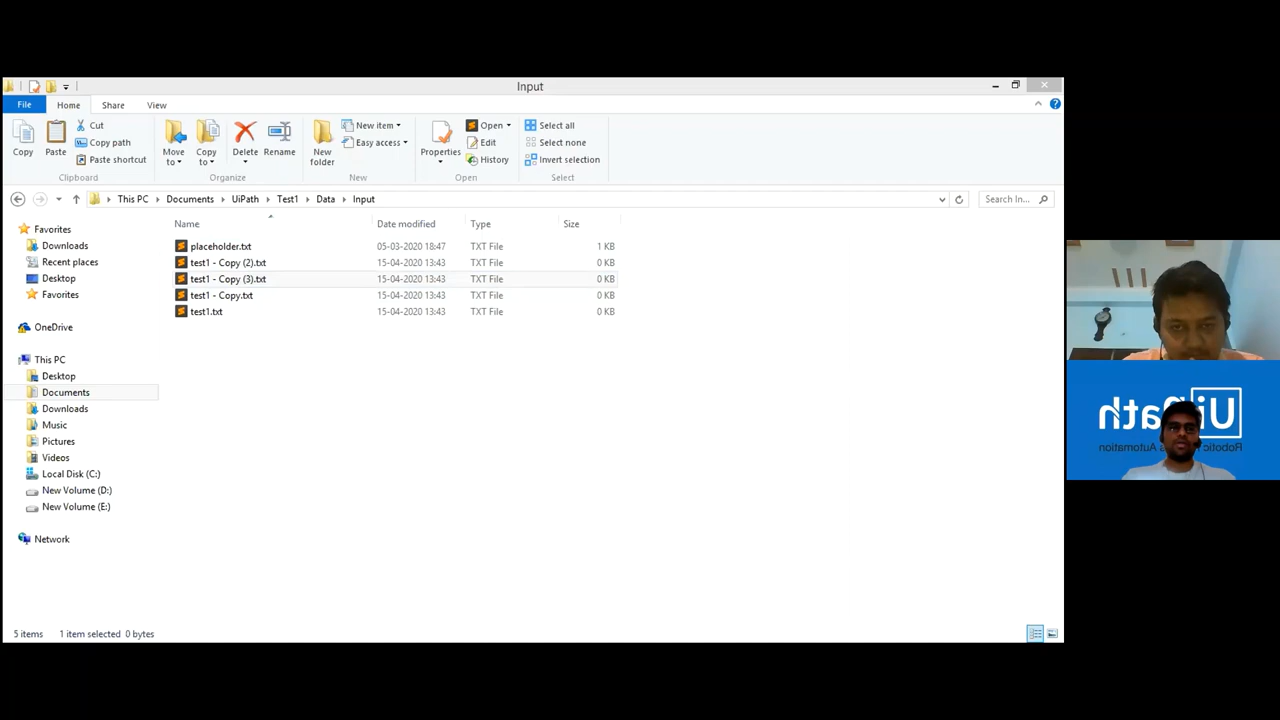 Input
File Home Share View
Copy
Paste
Cut
Copy path
Paste shortcut
Clipboard
Move to
Copy to
Delete
Rename
Organize
New folder
New item
Easy access
New
Properties
Open
Edit
History
Open
Select all
Select none
Invert selection
Select
This PC Documents UiPath Test1 Data Input
Search In...
Name Date modified Type Size
placeholder.txt 05-03-2020 18:47 TXT File 1 KB
test1 - Copy (2).txt 15-04-2020 13:43 TXT File 0 KB
test1 - Copy (3).txt 15-04-2020 13:43 TXT File 0 KB
test1 - Copy.txt 15-04-2020 13:43 TXT File 0 KB
test1.txt 15-04-2020 13:43 TXT File 0 KB
Favorites
Downloads
Recent places
Desktop
Favorites
OneDrive
This PC
Desktop
Documents
Downloads
Music
Pictures
Videos
Local Disk (C:)
New Volume (D:)
New Volume (E:)
Network
5 items 1 item selected 0 bytes